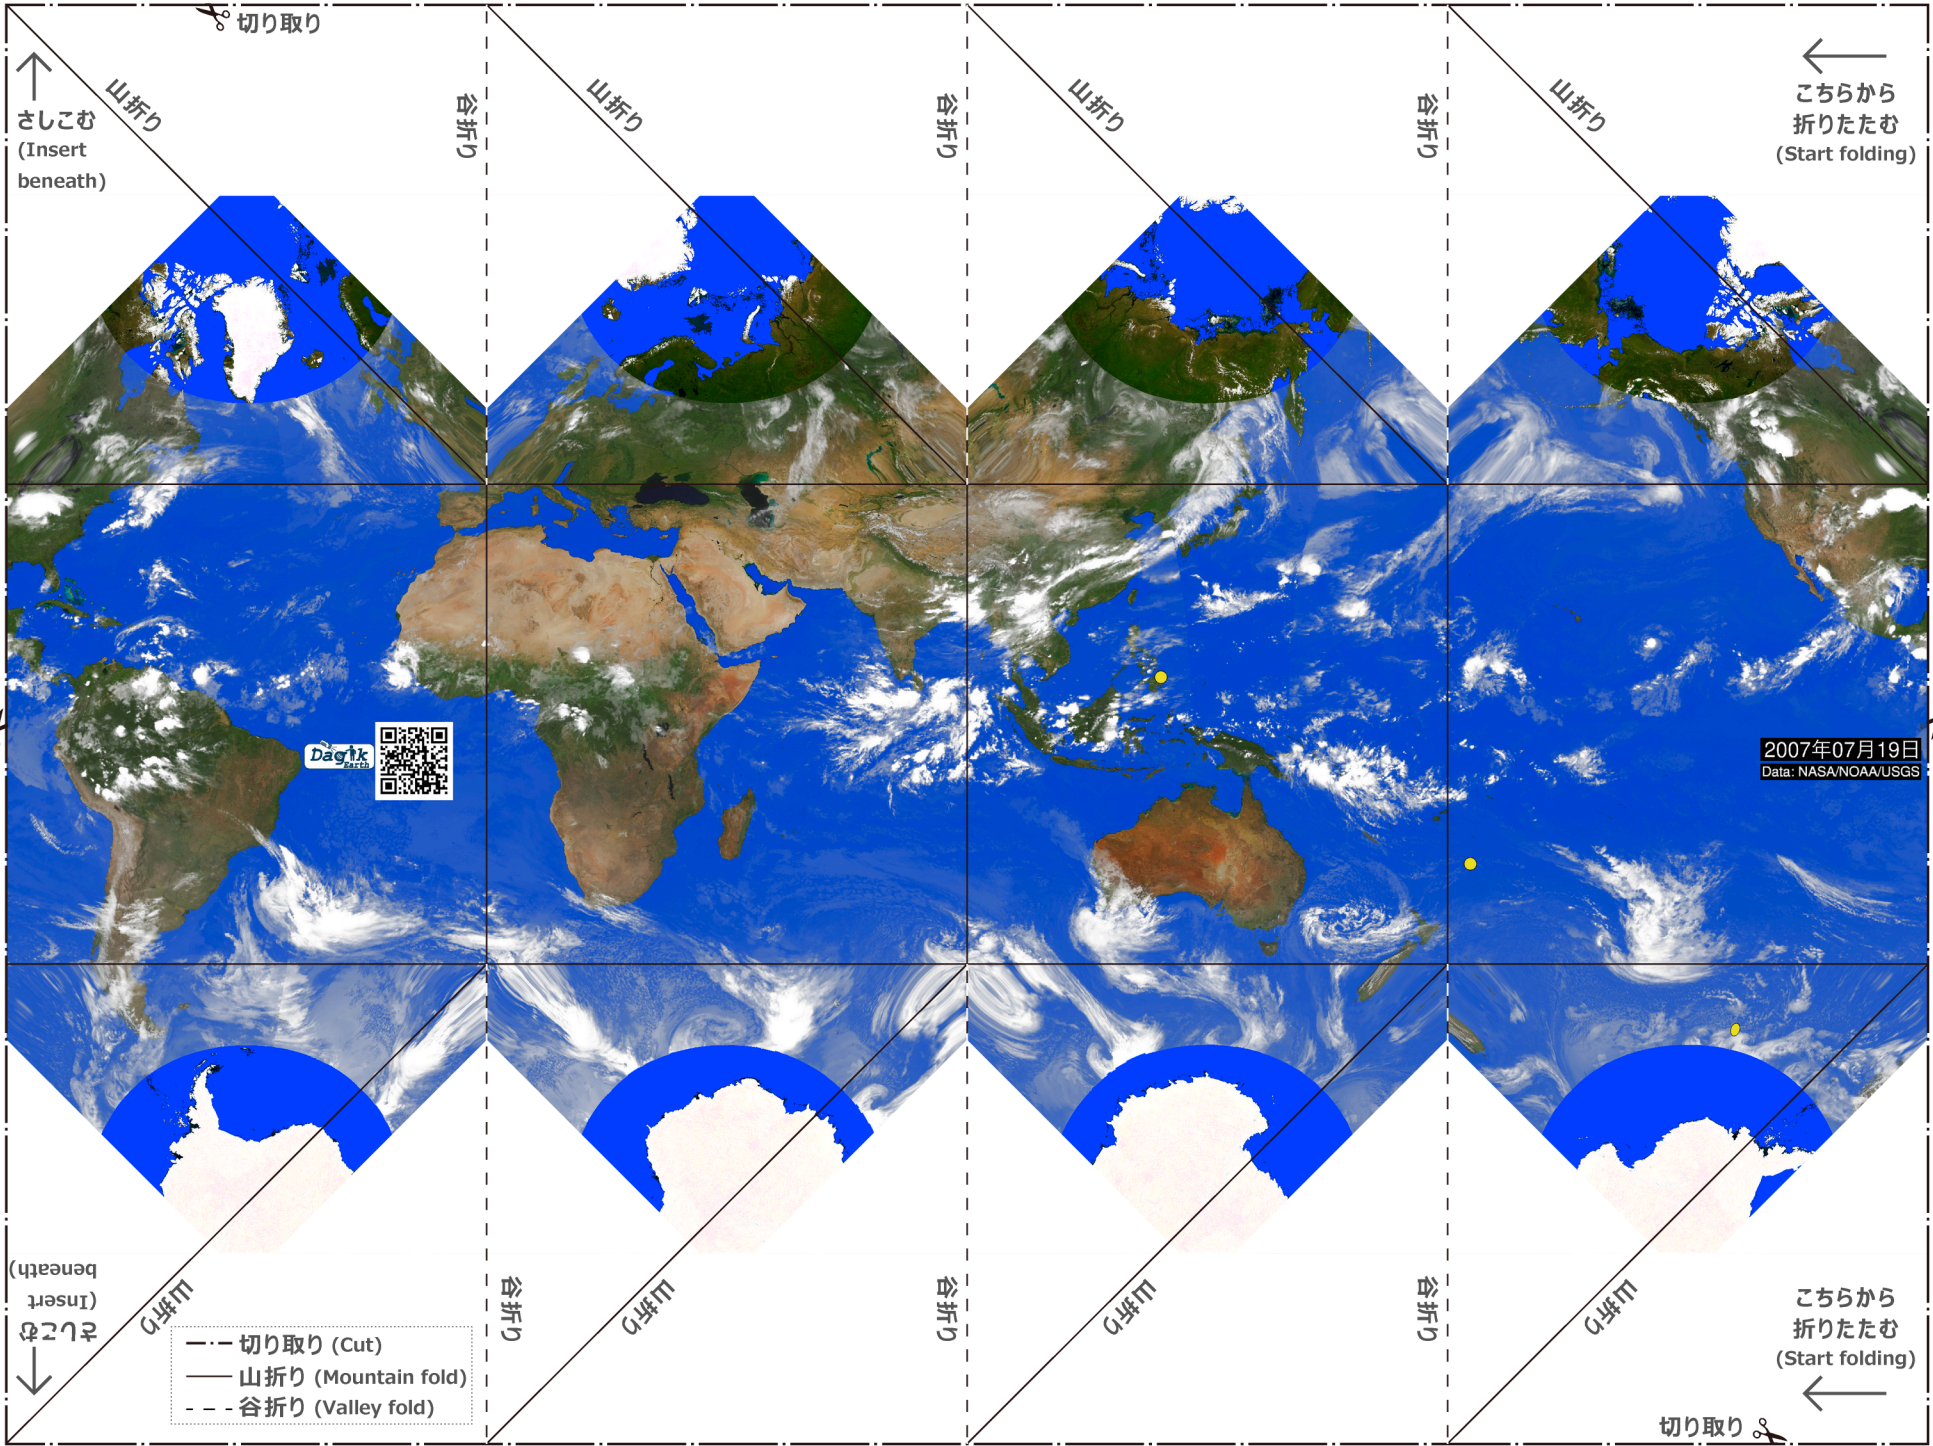 切り取り
山折り
谷折り
山折り
谷折り
山折り
谷折り
山折り
さしこむ
(Insert
beneath)
こちらから
折りたたむ
(Start folding)
Dagik
Earth
2007年07月19日
Data: NASA/NOAA/USGS
さしこむ
(Insert
beneath)
山折り
谷折り
山折り
谷折り
山折り
谷折り
山折り
こちらから
折りたたむ
(Start folding)
切り取り (Cut)
山折り (Mountain fold)
谷折り (Valley fold)
切り取り